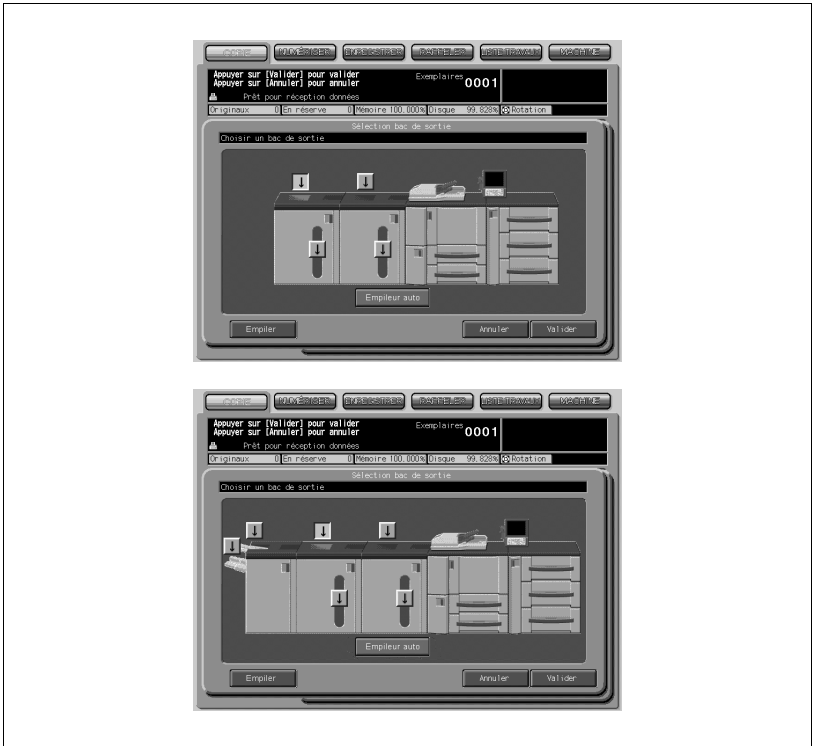 COPIE NUMÉRISER ENREGISTRER RAPPELER LISTE TRAVAUX MACHINE
Appuyer sur [Valider] pour valider
Appuyer sur [Annuler] pour annuler
Exemplaires 0001
Prêt pour réception données
Originaux 0 En réserve 0 Mémoire 100.000% Disque 99.828% Rotation
Sélection bac de sortie
Choisir un bac de sortie
Empileur auto
Empiler Annuler Valider
COPIE NUMÉRISER ENREGISTRER RAPPELER LISTE TRAVAUX MACHINE
Appuyer sur [Valider] pour valider
Appuyer sur [Annuler] pour annuler
Exemplaires 0001
Prêt pour réception données
Originaux 0 En réserve 0 Mémoire 100.000% Disque 99.828% Rotation
Sélection bac de sortie
Choisir un bac de sortie
Empileur auto
Empiler Annuler Valider